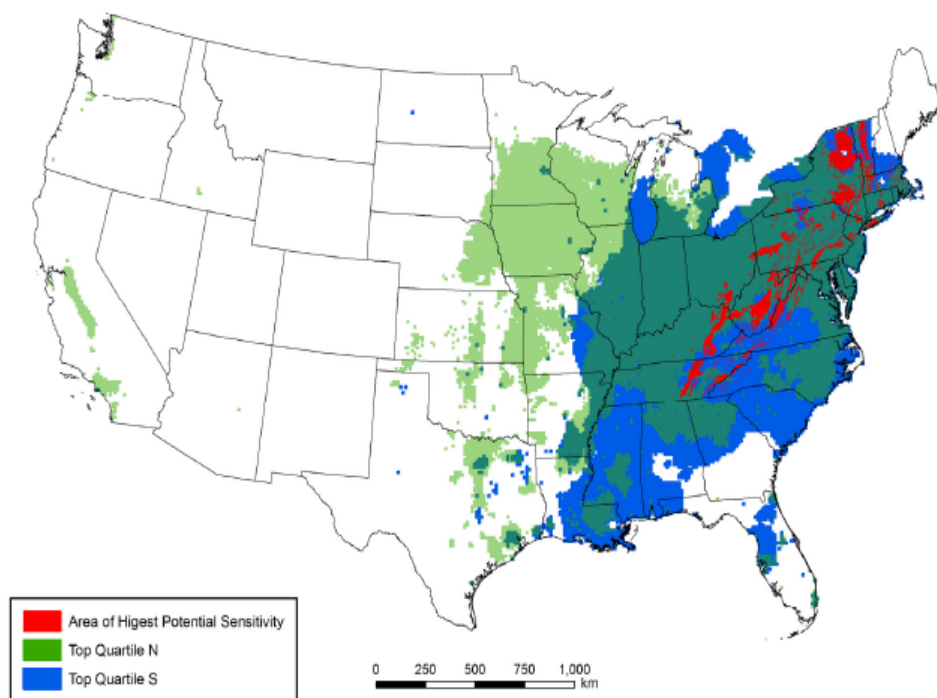 Area of Higest Potential Sensitivity
Top Quartile N
Top Quartile S
0 250 500 750 1,000
km